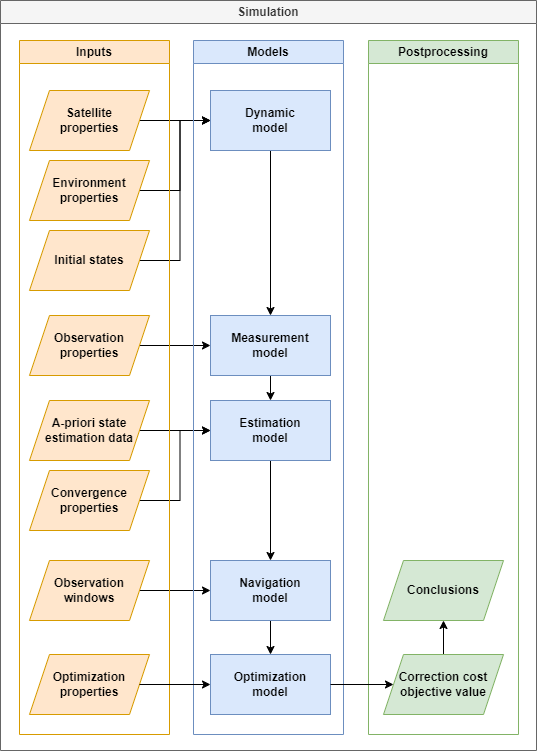 Simulation
Inputs
Models
Postprocessing
Satellite
properties
Dynamic
model
Environment
properties
Initial states
Observation
properties
Measurement
model
A-priori state
estimation data
Estimation
model
Convergence
properties
Observation
windows
Navigation
model
Conclusions
Optimization
properties
Optimization
model
Correction cost
objective value